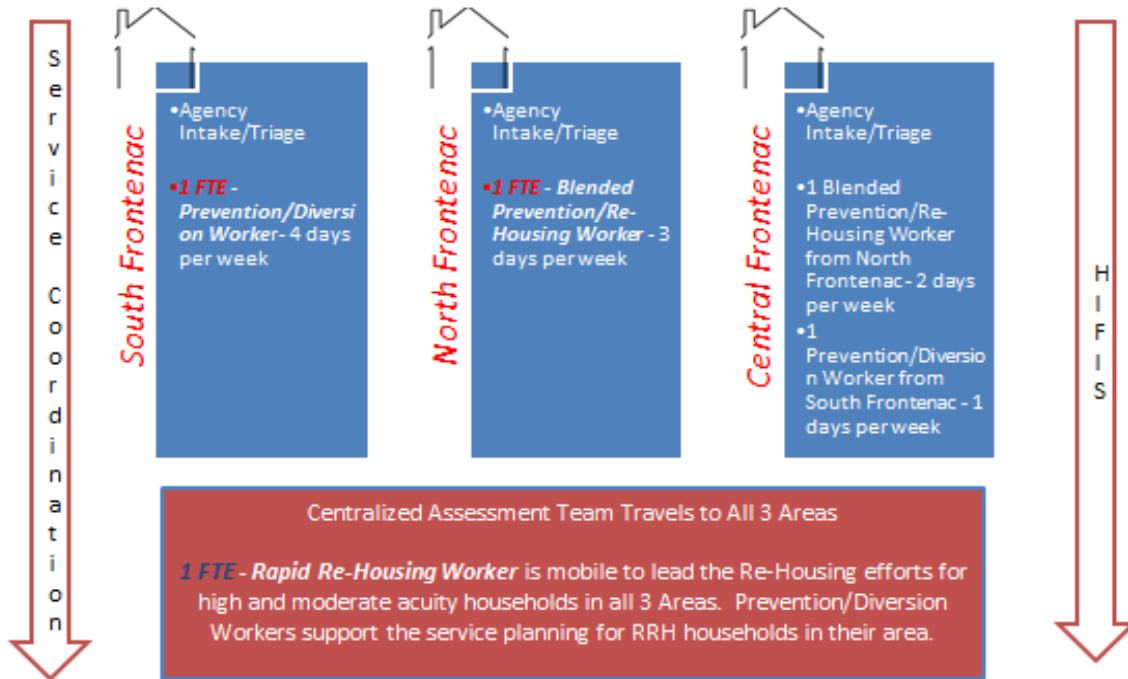 Service Coordination
South Frontenac
•Agency
Intake/Triage
•1 FTE -
Prevention/Diversi
on Worker- 4 days
per week
North Frontenac
•Agency
Intake/Triage
•1 FTE - Blended
Prevention/Re-
Housing Worker - 3
days per week
Central Frontenac
•Agency
Intake/Triage
•1 Blended
Prevention/Re-
Housing Worker
from North
Frontenac - 2 days
per week
•1
Prevention/Diversio
n Worker from
South Frontenac - 1
days per week
HIFIS
Centralized Assessment Team Travels to All 3 Areas
1 FTE - Rapid Re-Housing Worker is mobile to lead the Re-Housing efforts for
high and moderate acuity households in all 3 Areas.  Prevention/Diversion
Workers support the service planning for RRH households in their area.